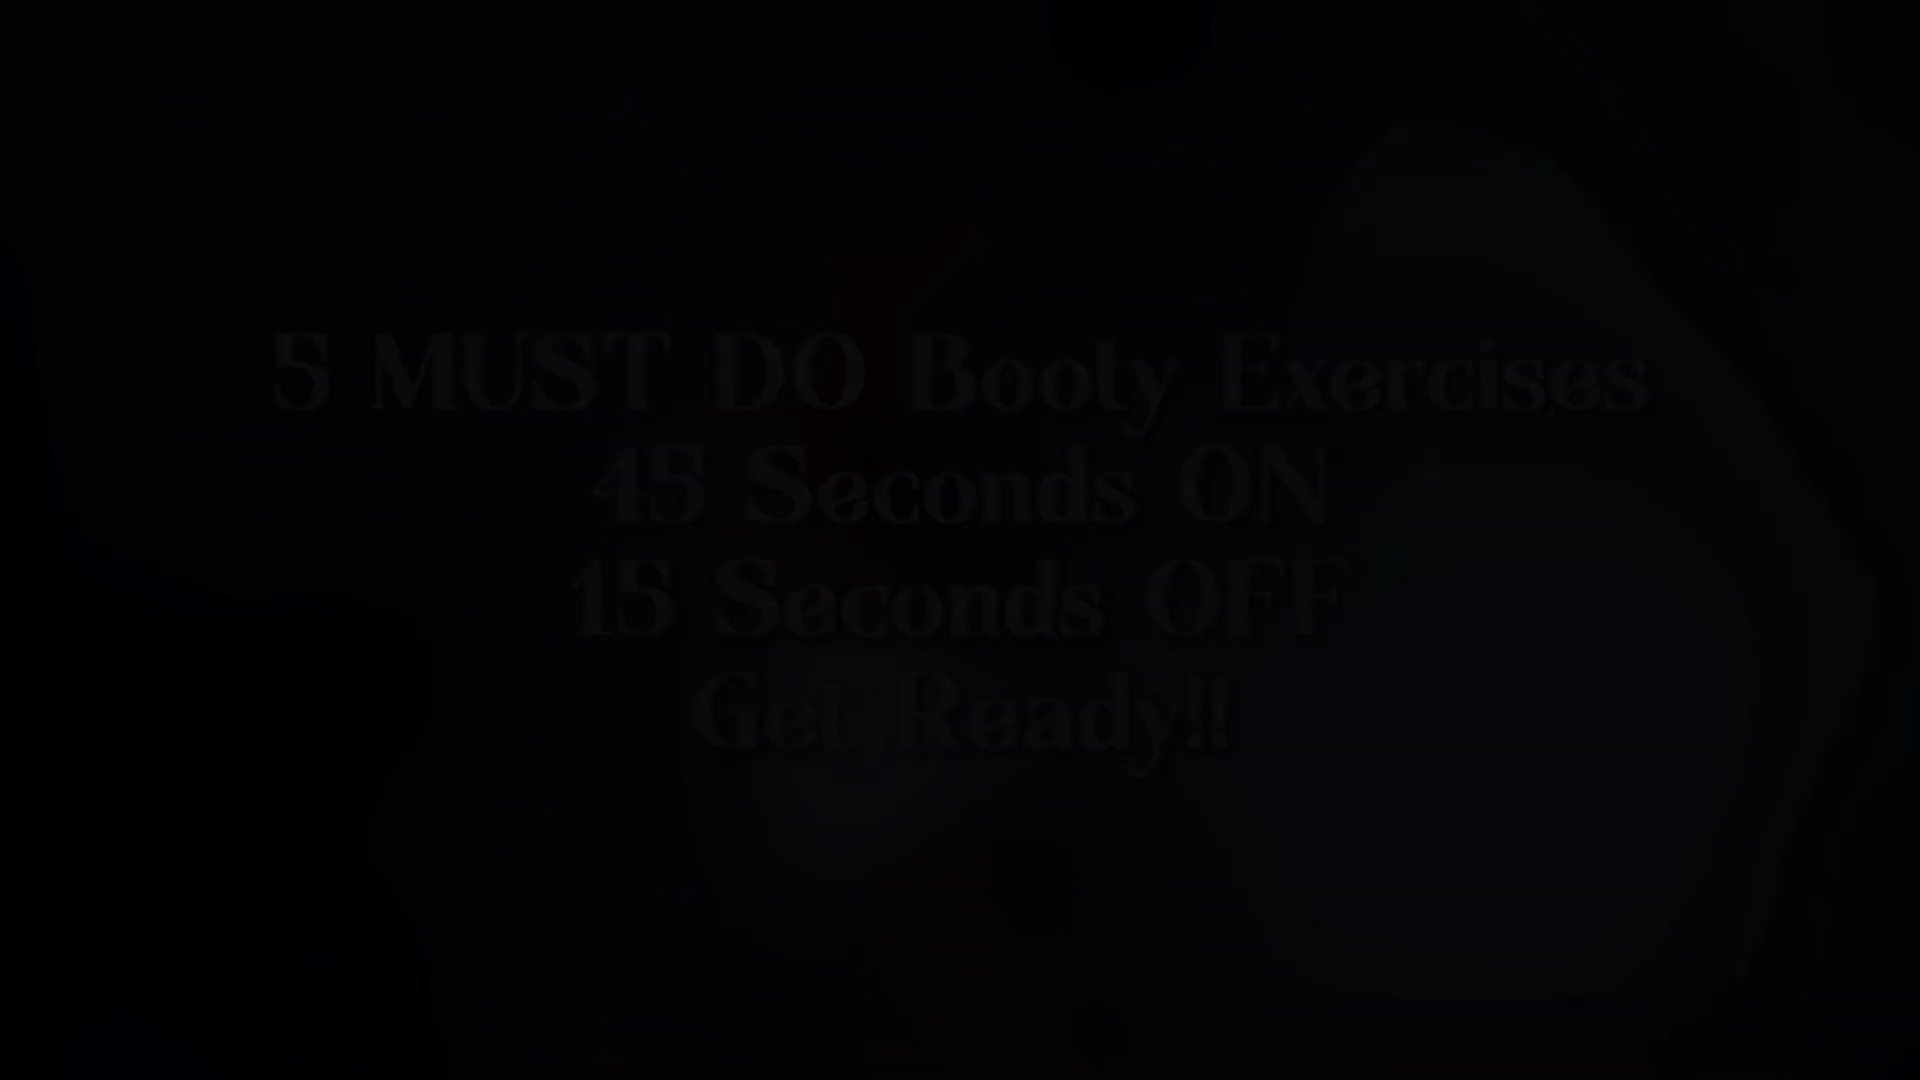 5 MUST DO Booty Exercises
45 Seconds ON
15 Seconds OFF
Get Ready!!